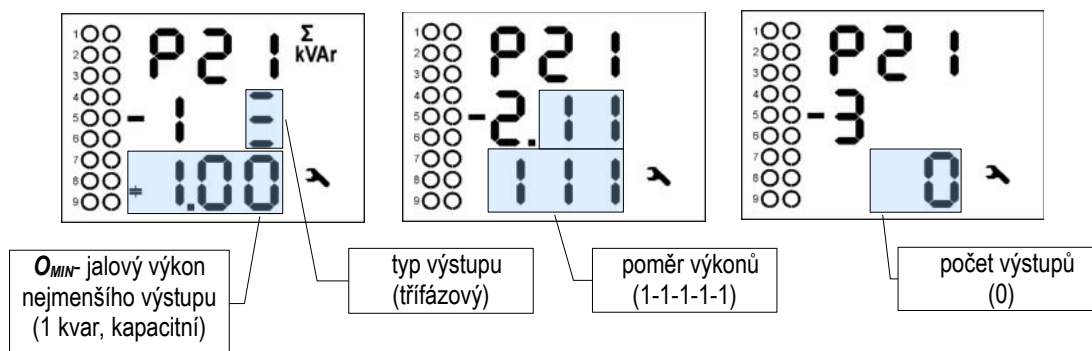 1
2
3
4
5
6
7
8
9
P21
Σ
kVAr
-1 Ξ
1.00
1
2
3
4
5
6
7
8
9
P21
-2.11
111
1
2
3
4
5
6
7
8
9
P21
-3
0
OMIN- jalový výkon
nejmenšího výstupu
(1 kvar, kapacitní)
typ výstupu
(třífázový)
poměr výkonů
(1-1-1-1-1)
počet výstupů
(0)